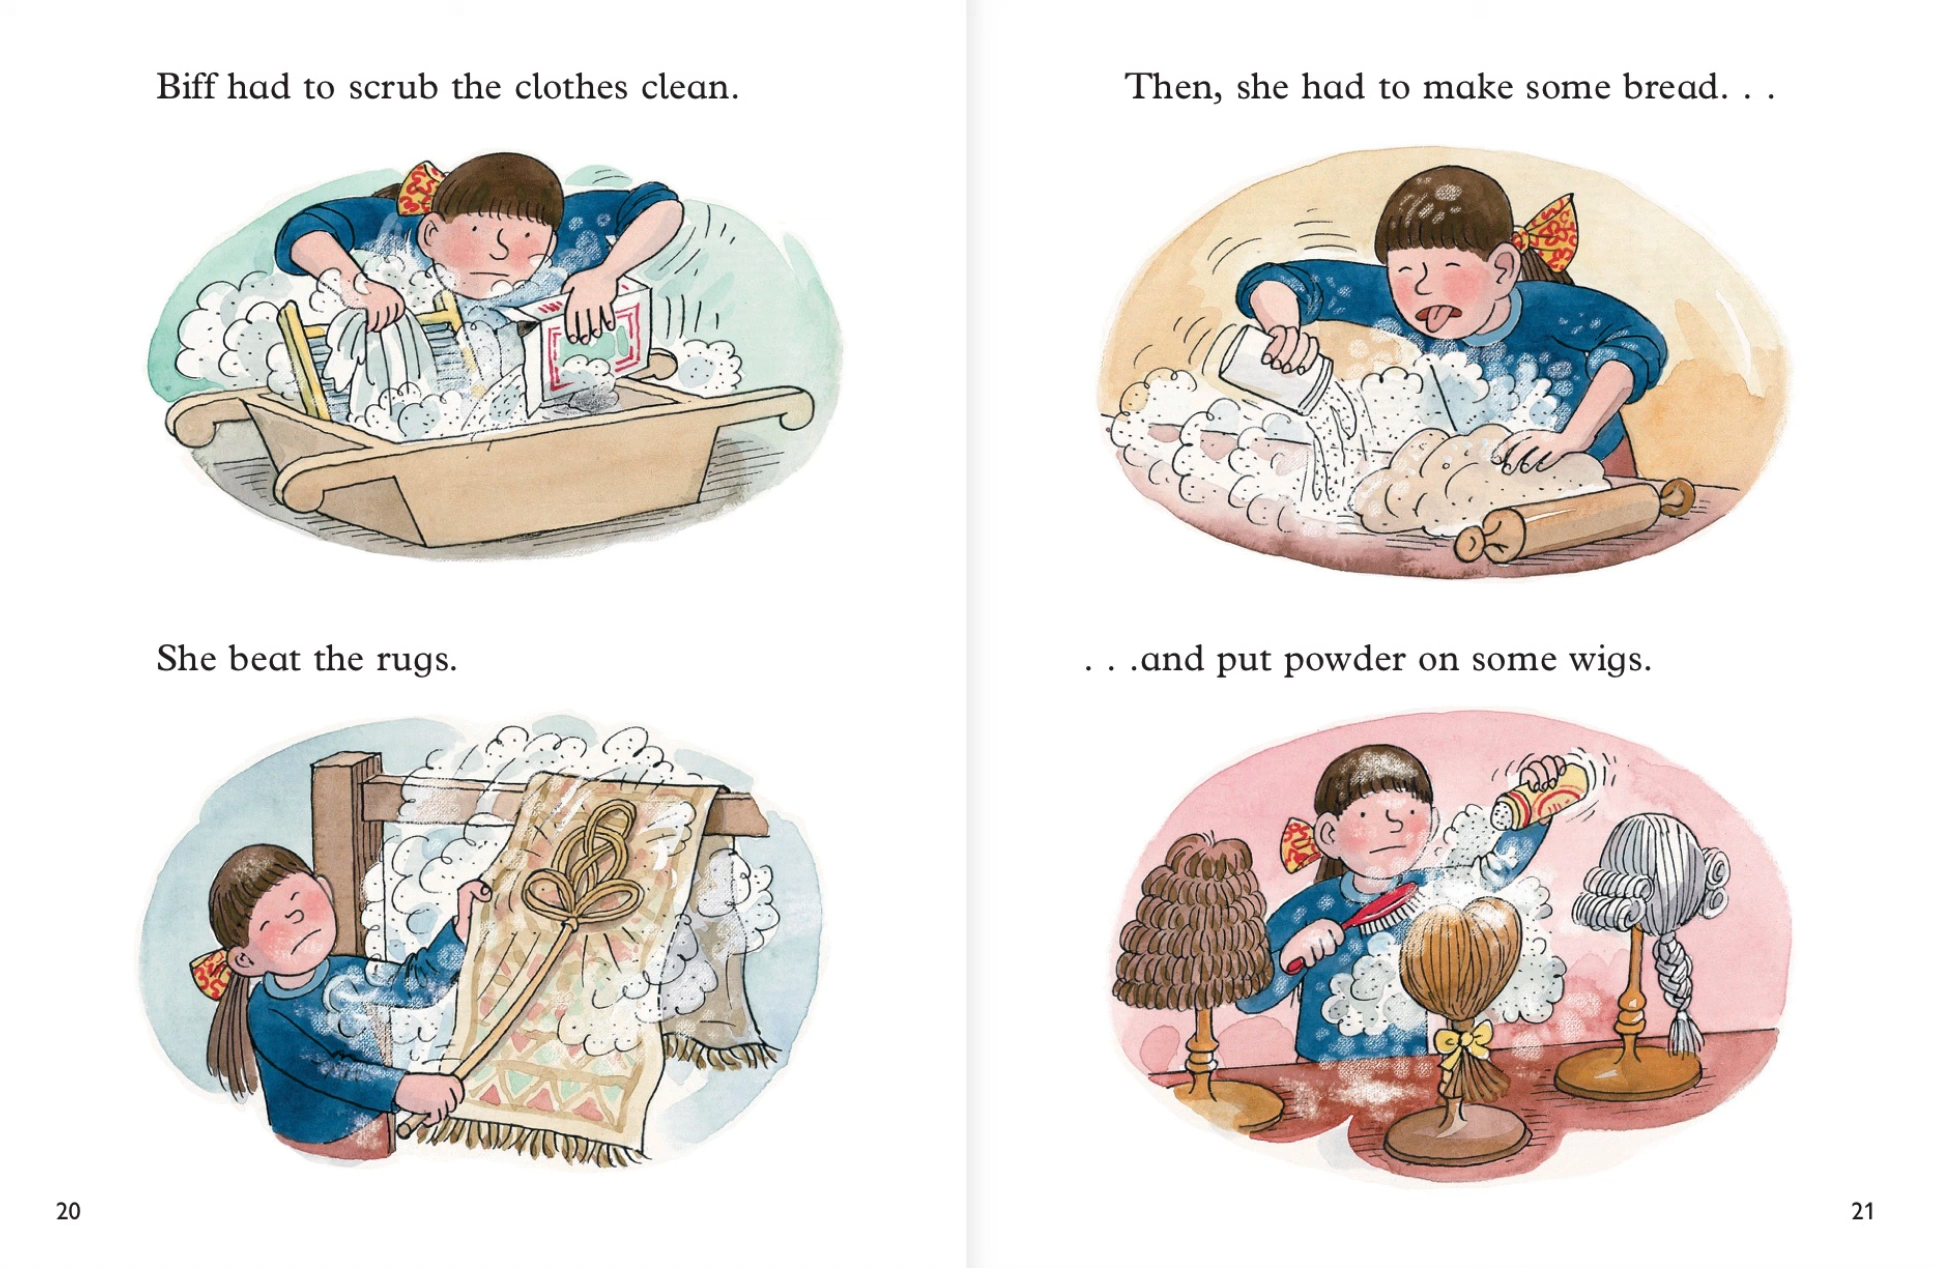 Biff had to scrub the clothes clean.
She beat the rugs.
20
Then, she had to make some bread. . .
. . .and put powder on some wigs.
21